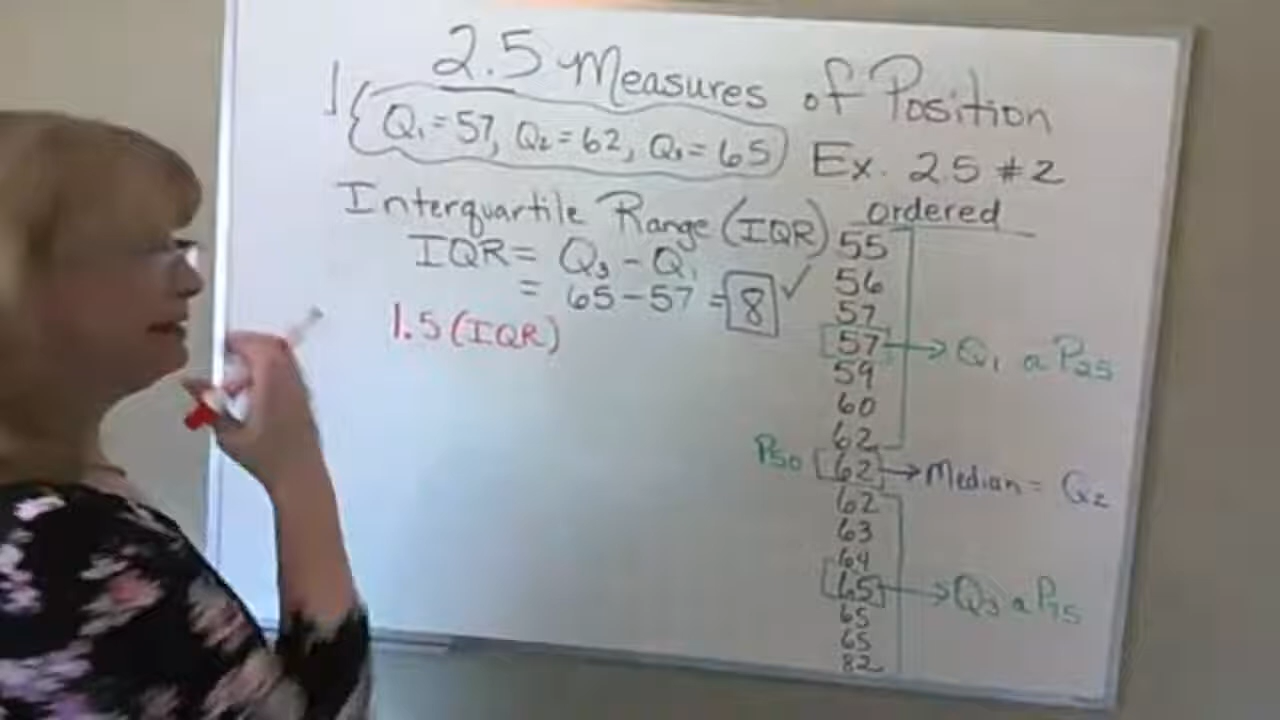 2.5 Measures of Position
Q₁ = 57, Q₂ = 62, Q₃ = 65
Ex. 2.5 #2
Interquartile Range (IQR)
IQR = Q₃ - Q₁
= 65 - 57 = 8 ✓
1.5 (IQR)
ordered
55
56
57
57 → Q₁ a P₂₅
59
60
62
P₅₀ 62 → Median = Q₂
62
63
64
65 → Q₃ a P₇₅
65
65
82